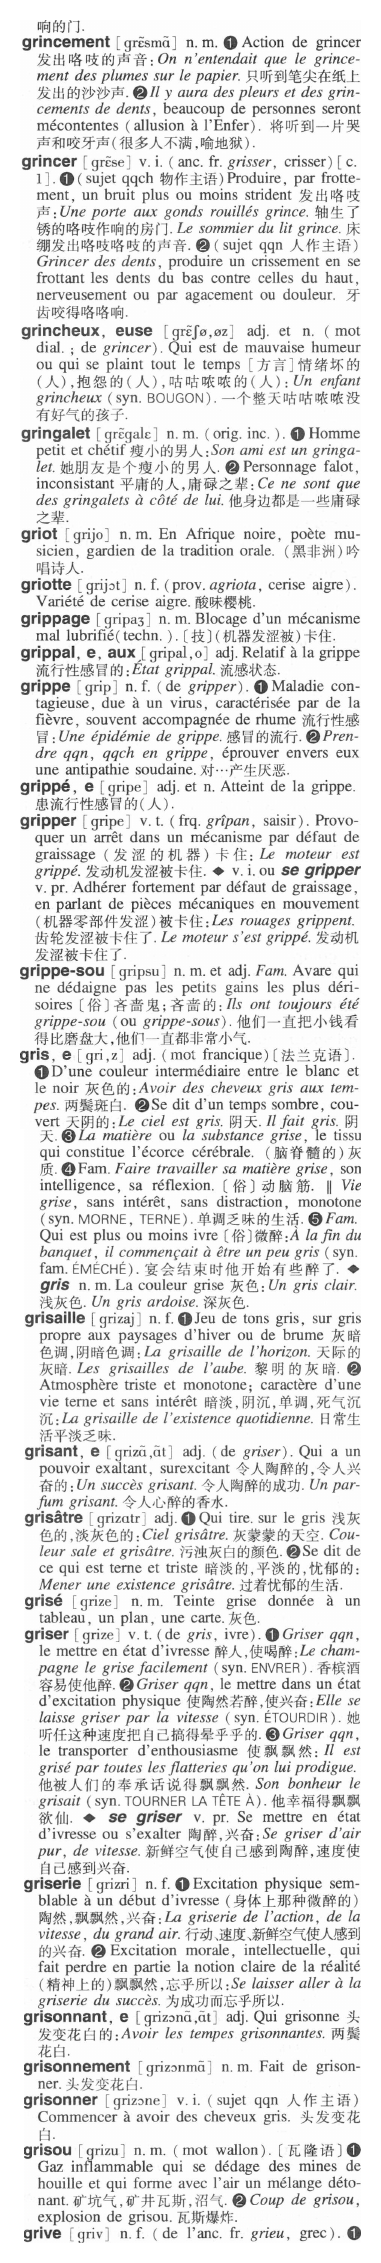 响的门.
grincement [grɛ̃smɑ̃] n. m. ❶ Action de grincer
发出咯吱的声音: On n'entendait que le grince-
ment des plumes sur le papier. 只听到笔尖在纸上
发出的沙沙声. ❷ Il y aura des pleurs et des grin-
cements de dents, beaucoup de personnes seront
mécontentes (allusion à l'Enfer). 将听到一片哭
声和咬牙声(很多人不满,喻地狱).
grincer [grɛ̃se] v. i. (anc. fr. grisser, crisser) [c.
1]. ❶ (sujet qqch 物作主语) Produire, par frotte-
ment, un bruit plus ou moins strident 发出咯吱
声: Une porte aux gonds rouillés grince. 轴生了
锈的咯吱作响的房门. Le sommier du lit grince. 床
绷发出咯吱咯吱的声音. ❷ (sujet qqn 人作主语)
Grincer des dents, produire un crissement en se
frottant les dents du bas contre celles du haut,
nerveusement ou par agacement ou douleur. 牙
齿咬得咯咯响.
grincheux, euse [grɛ̃ʃø,øz] adj. et n. (mot
dial. ; de grincer). Qui est de mauvaise humeur
ou qui se plaint tout le temps [方言]情绪坏的
(人),抱怨的(人),咕咕哝哝的(人): Un enfant
grincheux (syn. BOUGON). 一个整天咕咕哝哝没
有好气的孩子.
gringalet [grɛ̃galɛ] n. m. (orig. inc.). ❶ Homme
petit et chétif 瘦小的男人: Son ami est un gringa-
let. 她朋友是个瘦小的男人. ❷ Personnage falot,
inconsistant 平庸的人,庸碌之辈: Ce ne sont que
des gringalets à côté de lui. 他身边都是一些庸碌
之辈.
griot [grijo] n. m. En Afrique noire, poète mu-
sicien, gardien de la tradition orale. (黑非洲)吟
唱诗人.
griotte [grijɔt] n. f. (prov. agriota, cerise aigre).
Variété de cerise aigre. 酸味樱桃.
grippage [gripaʒ] n. m. Blocage d'un mécanisme
mal lubrifié (techn.). [技](机器发涩被)卡住.
grippal, e, aux [gripal,o] adj. Relatif à la grippe
流行性感冒的: État grippal. 流感状态.
grippe [grip] n. f. (de gripper). ❶ Maladie con-
tagieuse, due à un virus, caractérisée par de la
fièvre, souvent accompagnée de rhume 流行性感
冒: Une épidémie de grippe. 感冒的流行. ❷ Pren-
dre qqn, qqch en grippe, éprouver envers eux
une antipathie soudaine. 对…产生厌恶.
grippé, e [gripe] adj. et n. Atteint de la grippe.
患流行性感冒的(人).
gripper [gripe] v. t. (frq. grîpan, saisir). Provo-
quer un arrêt dans un mécanisme par défaut de
graissage (发涩的机器)卡住: Le moteur est
grippé. 发动机发涩被卡住. ◆ v. i. ou se gripper
v. pr. Adhérer fortement par défaut de graissage,
en parlant de pièces mécaniques en mouvement
(机器零部件发涩)被卡住: Les rouages grippent.
齿轮发涩被卡住了. Le moteur s'est grippé. 发动机
发涩被卡住了.
grippe-sou [gripsu] n. m. et adj. Fam. Avare qui
ne dédaigne pas les petits gains les plus déri-
soires [俗]吝啬鬼;吝啬的: Ils ont toujours été
grippe-sou (ou grippe-sous). 他们一直把小钱看
得比磨盘大,他们一直都非常小气.
gris, e [gri,z] adj. (mot francique) [法兰克语].
❶ D'une couleur intermédiaire entre le blanc et
le noir 灰色的: Avoir des cheveux gris aux tem-
pes. 两鬓斑白. ❷ Se dit d'un temps sombre, cou-
vert 天阴的: Le ciel est gris. 阴天. Il fait gris. 阴
天. ❸ La matière ou la substance grise, le tissu
qui constitue l'écorce cérébrale. (脑脊髓的)灰
质. ❹ Fam. Faire travailler sa matière grise, son
intelligence, sa réflexion. [俗]动脑筋. ‖ Vie
grise, sans intérêt, sans distraction, monotone
(syn. MORNE, TERNE). 单调乏味的生活. ❺ Fam.
Qui est plus ou moins ivre [俗]微醉: À la fin du
banquet, il commençait à être un peu gris (syn.
fam. ÉMÉCHÉ). 宴会结束时他开始有些醉了. ◆
gris n. m. La couleur grise 灰色: Un gris clair.
浅灰色. Un gris ardoise. 深灰色.
grisaille [grizaj] n. f. ❶ Jeu de tons gris, sur gris
propre aux paysages d'hiver ou de brume 灰暗
色调,阴暗色调: La grisaille de l'horizon. 天际的
灰暗. Les grisailles de l'aube. 黎明的灰暗. ❷
Atmosphère triste et monotone; caractère d'une
vie terne et sans intérêt 暗淡,阴沉,单调,死气沉
沉: La grisaille de l'existence quotidienne. 日常生
活平淡乏味.
grisant, e [grizɑ̃,ɑ̃t] adj. (de griser). Qui a un
pouvoir exaltant, surexcitant 令人陶醉的,令人兴
奋的: Un succès grisant. 令人陶醉的成功. Un par-
fum grisant. 令人心醉的香水.
grisâtre [grizɑtr] adj. ❶ Qui tire. sur le gris 浅灰
色的,淡灰色的: Ciel grisâtre. 灰蒙蒙的天空. Cou-
leur sale et grisâtre. 污浊灰白的颜色. ❷ Se dit de
ce qui est terne et triste 暗淡的,平淡的,忧郁的:
Mener une existence grisâtre. 过着忧郁的生活.
grisé [grize] n. m. Teinte grise donnée à un
tableau, un plan, une carte. 灰色.
griser [grize] v. t. (de gris, ivre). ❶ Griser qqn,
le mettre en état d'ivresse 醉人,使喝醉: Le cham-
pagne le grise facilement (syn. ENVRER). 香槟酒
容易使他醉. ❷ Griser qqn, le mettre dans un état
d'excitation physique 使陶然若醉,使兴奋: Elle se
laisse griser par la vitesse (syn. ÉTOURDIR). 她
听任这种速度把自己搞得晕乎乎的. ❸ Griser qqn,
le transporter d'enthousiasme 使飘飘然: Il est
grisé par toutes les flatteries qu'on lui prodigue.
他被人们的奉承话说得飘飘然. Son bonheur le
grisait (syn. TOURNER LA TÊTE À). 他幸福得飘飘
欲仙. ◆ se griser v. pr. Se mettre en état
d'ivresse ou s'exalter 陶醉,兴奋: Se griser d'air
pur, de vitesse. 新鲜空气使自己感到陶醉,速度使
自己感到兴奋.
griserie [grizri] n. f. ❶ Excitation physique sem-
blable à un début d'ivresse (身体上那种微醉的)
陶然,飘飘然,兴奋: La griserie de l'action, de la
vitesse, du grand air. 行动、速度、新鲜空气使人感到
的兴奋. ❷ Excitation morale, intellectuelle, qui
fait perdre en partie la notion claire de la réalité
(精神上的)飘飘然,忘乎所以: Se laisser aller à la
griserie du succès. 为成功而忘乎所以.
grisonnant, e [grizɔnɑ̃,ɑ̃t] adj. Qui grisonne 头
发变花白的: Avoir les tempes grisonnantes. 两鬓
花白.
grisonnement [grizɔnmɑ̃] n. m. Fait de grison-
ner. 头发变花白.
grisonner [grizɔne] v. i. (sujet qqn 人作主语)
Commencer à avoir des cheveux gris. 头发变花
白.
grisou [grizu] n. m. (mot wallon). [瓦隆语] ❶
Gaz inflammable qui se dédage des mines de
houille et qui forme avec l'air un mélange déto-
nant. 矿坑气,矿井瓦斯,沼气. ❷ Coup de grisou,
explosion de grisou. 瓦斯爆炸.
grive [griv] n. f. (de l'anc. fr. grieu, grec). ❶